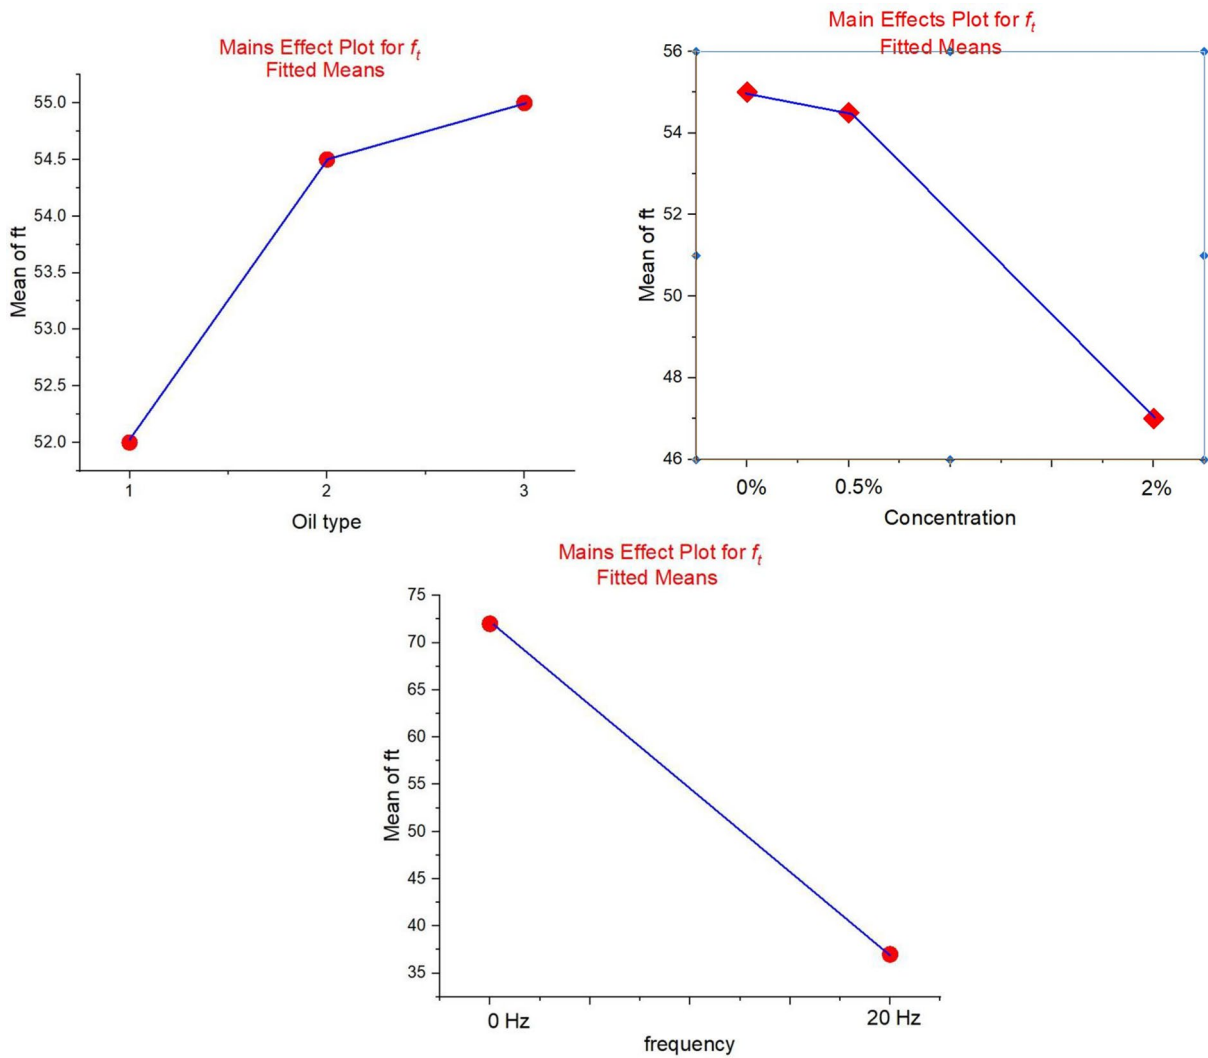 Mains Effect Plot for f_t
Fitted Means
55.0
54.5
54.0
53.5
53.0
52.5
52.0
Mean of ft
1 2 3
Oil type
Main Effects Plot for f_t
Fitted Means
56
54
52
50
48
46
Mean of ft
0% 0.5% 2%
Concentration
Mains Effect Plot for f_t
Fitted Means
75
70
65
60
55
50
45
40
35
Mean of ft
0 Hz 20 Hz
frequency